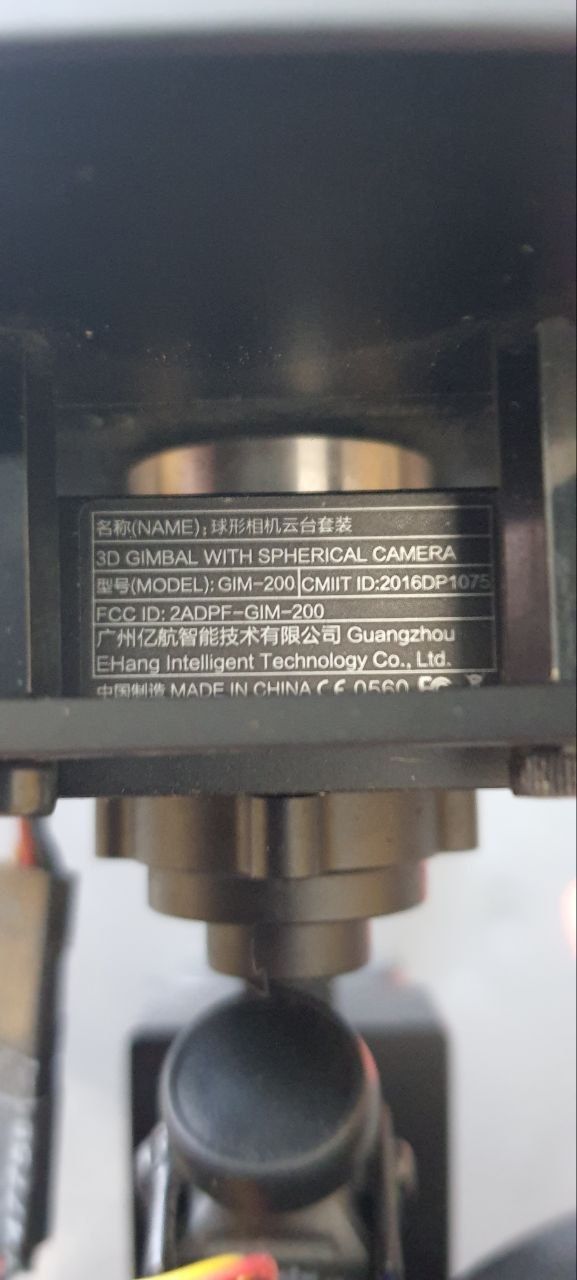 名称(NAME): 球形相机云台套装
3D GIMBAL WITH SPHERICAL CAMERA
型号(MODEL): GIM-200 CMIIT ID:2016DP1075
FCC ID: 2ADPF-GIM-200
广州亿航智能技术有限公司 Guangzhou
EHang Intelligent Technology Co., Ltd.
中国制造 MADE IN CHINA CE 0560 FC